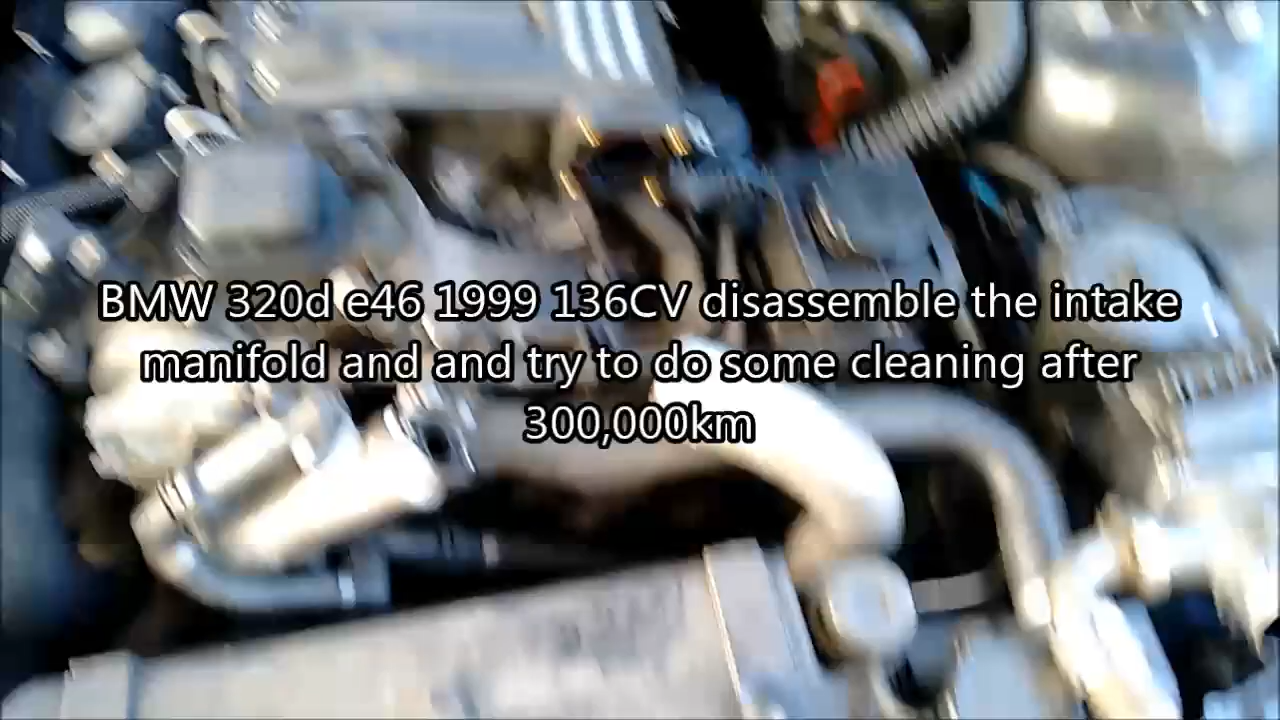 BMW 320d e46 1999 136CV disassemble the intake
manifold and and try to do some cleaning after
300,000km